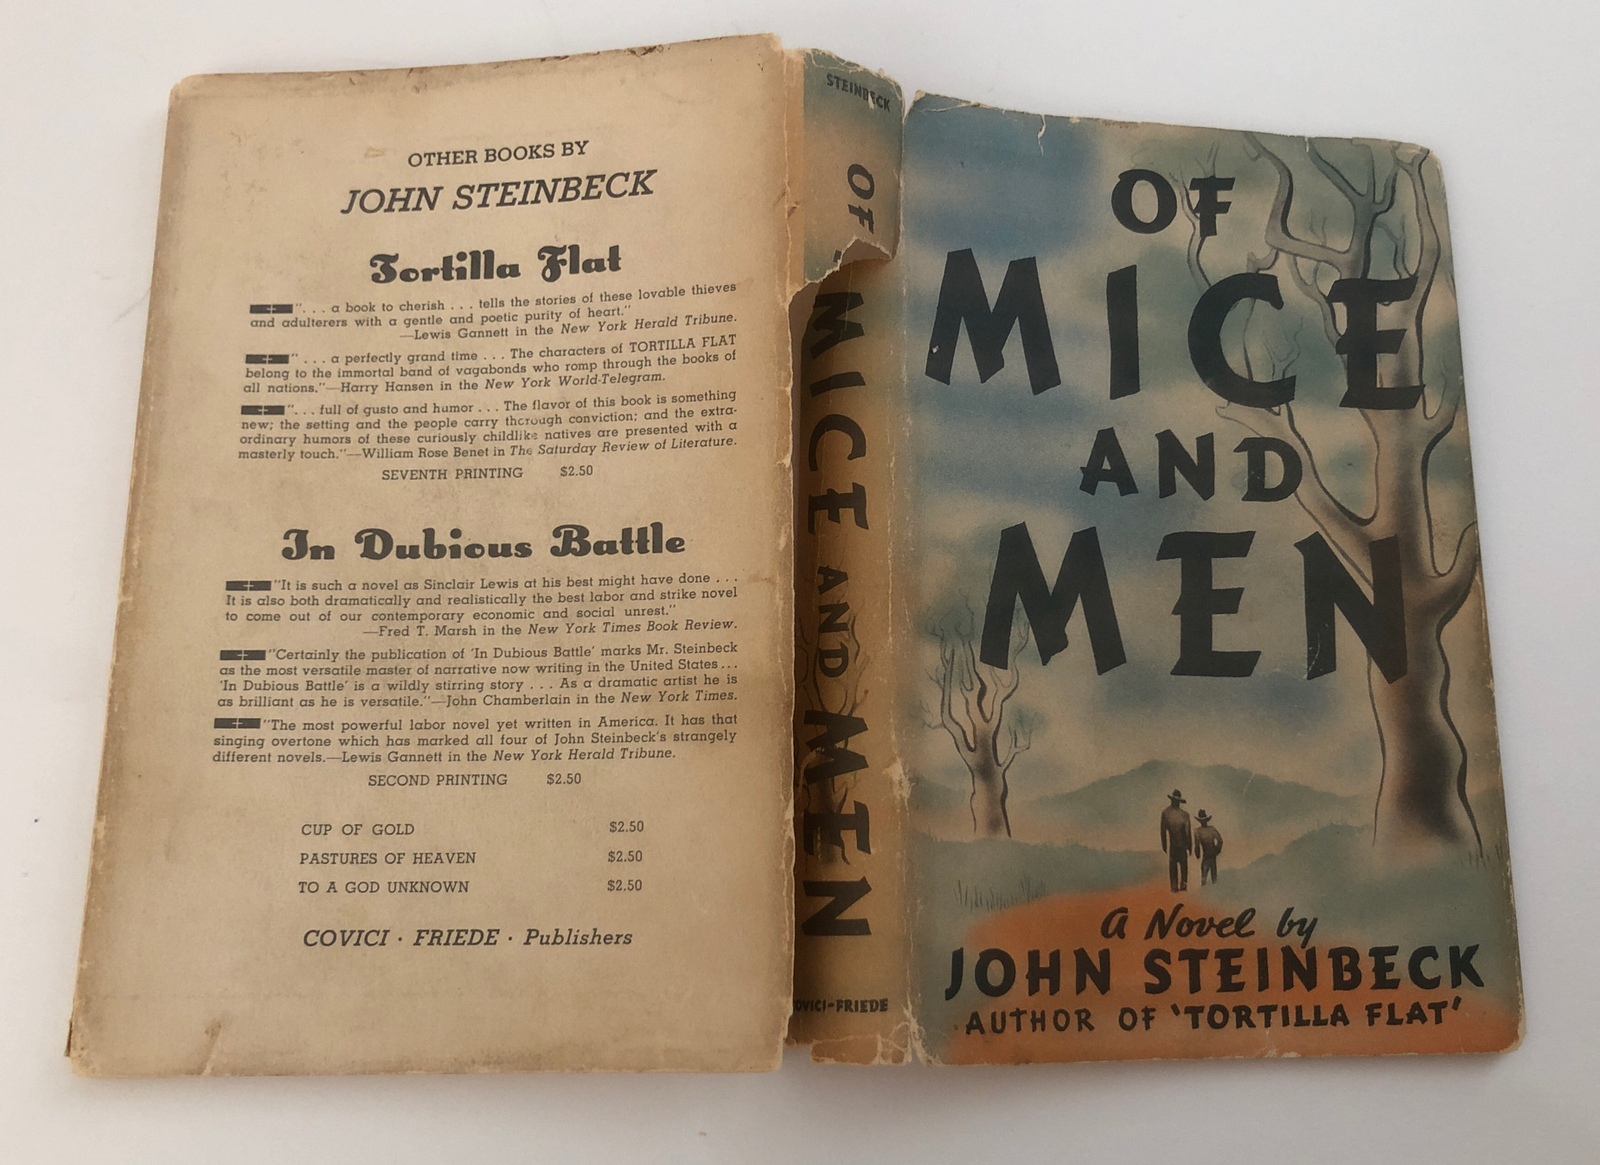 OTHER BOOKS BY
JOHN STEINBECK
Tortilla Flat
". . . a book to cherish . . . tells the stories of these lovable thieves
and adulterers with a gentle and poetic purity of heart."
—Lewis Gannett in the New York Herald Tribune.
" . . . a perfectly grand time . . . The characters of TORTILLA FLAT
belong to the immortal band of vagabonds who romp through the books of
all nations."—Harry Hansen in the New York World-Telegram.
". . . full of gusto and humor . . . The flavor of this book is something
new; the setting and the people carry thorough conviction; and the extra-
ordinary humors of these curiously childlike natives are presented with a
masterly touch."—William Rose Benet in The Saturday Review of Literature.
SEVENTH PRINTING $2.50
In Dubious Battle
"It is such a novel as Sinclair Lewis at his best might have done . . .
It is also both dramatically and realistically the best labor and strike novel
to come out of our contemporary economic and social unrest."
—Fred T. Marsh in the New York Times Book Review.
"Certainly the publication of 'In Dubious Battle' marks Mr. Steinbeck
as the most versatile master of narrative now writing in the United States . . .
'In Dubious Battle' is a wildly stirring story . . . As a dramatic artist he is
as brilliant as he is versatile."—John Chamberlain in the New York Times.
"The most powerful labor novel yet written in America. It has that
singing overtone which has marked all four of John Steinbeck's strangely
different novels.—Lewis Gannett in the New York Herald Tribune.
SECOND PRINTING $2.50
CUP OF GOLD $2.50
PASTURES OF HEAVEN $2.50
TO A GOD UNKNOWN $2.50
COVICI · FRIEDE · Publishers
STEINBECK
OF MICE AND MEN
OVICI-FRIEDE
OF
MICE
AND
MEN
A Novel by
JOHN STEINBECK
AUTHOR OF 'TORTILLA FLAT'